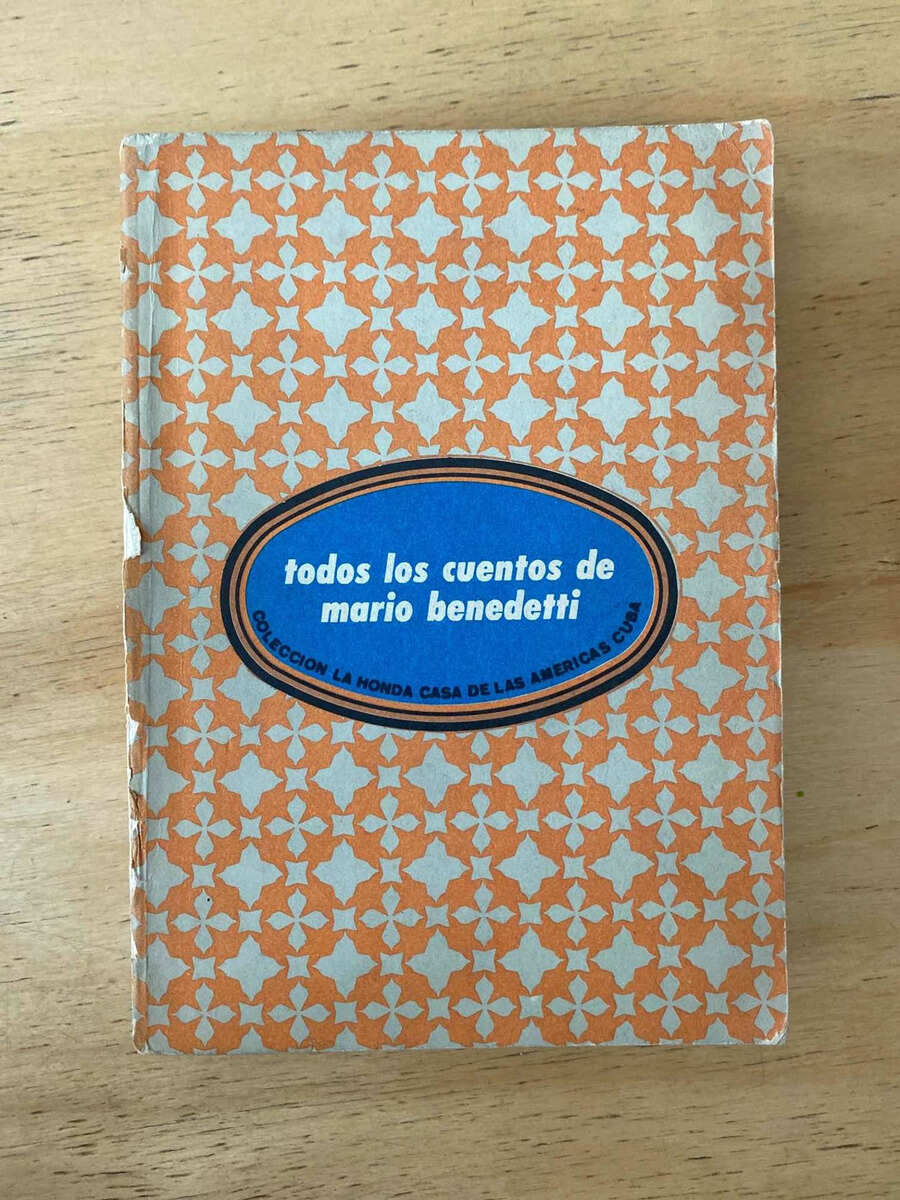 todos los cuentos de
mario benedetti
COLECCION LA HONDA CASA DE LAS AMERICAS CUBA